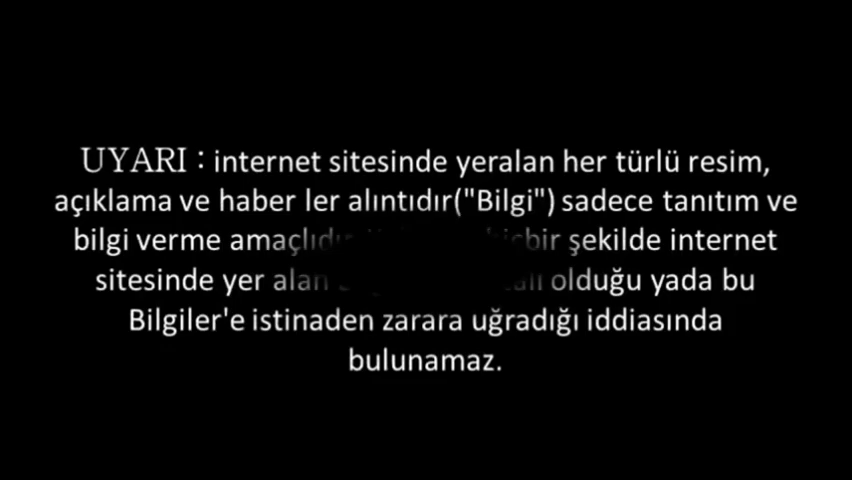 UYARI : internet sitesinde yeralan her türlü resim,
açıklama ve haber ler alıntıdır("Bilgi") sadece tanıtım ve
bilgi verme amaçlıdır hiçbir şekilde internet
sitesinde yer alan olduğu yada bu
Bilgiler'e istinaden zarara uğradığı iddiasında
bulunamaz.